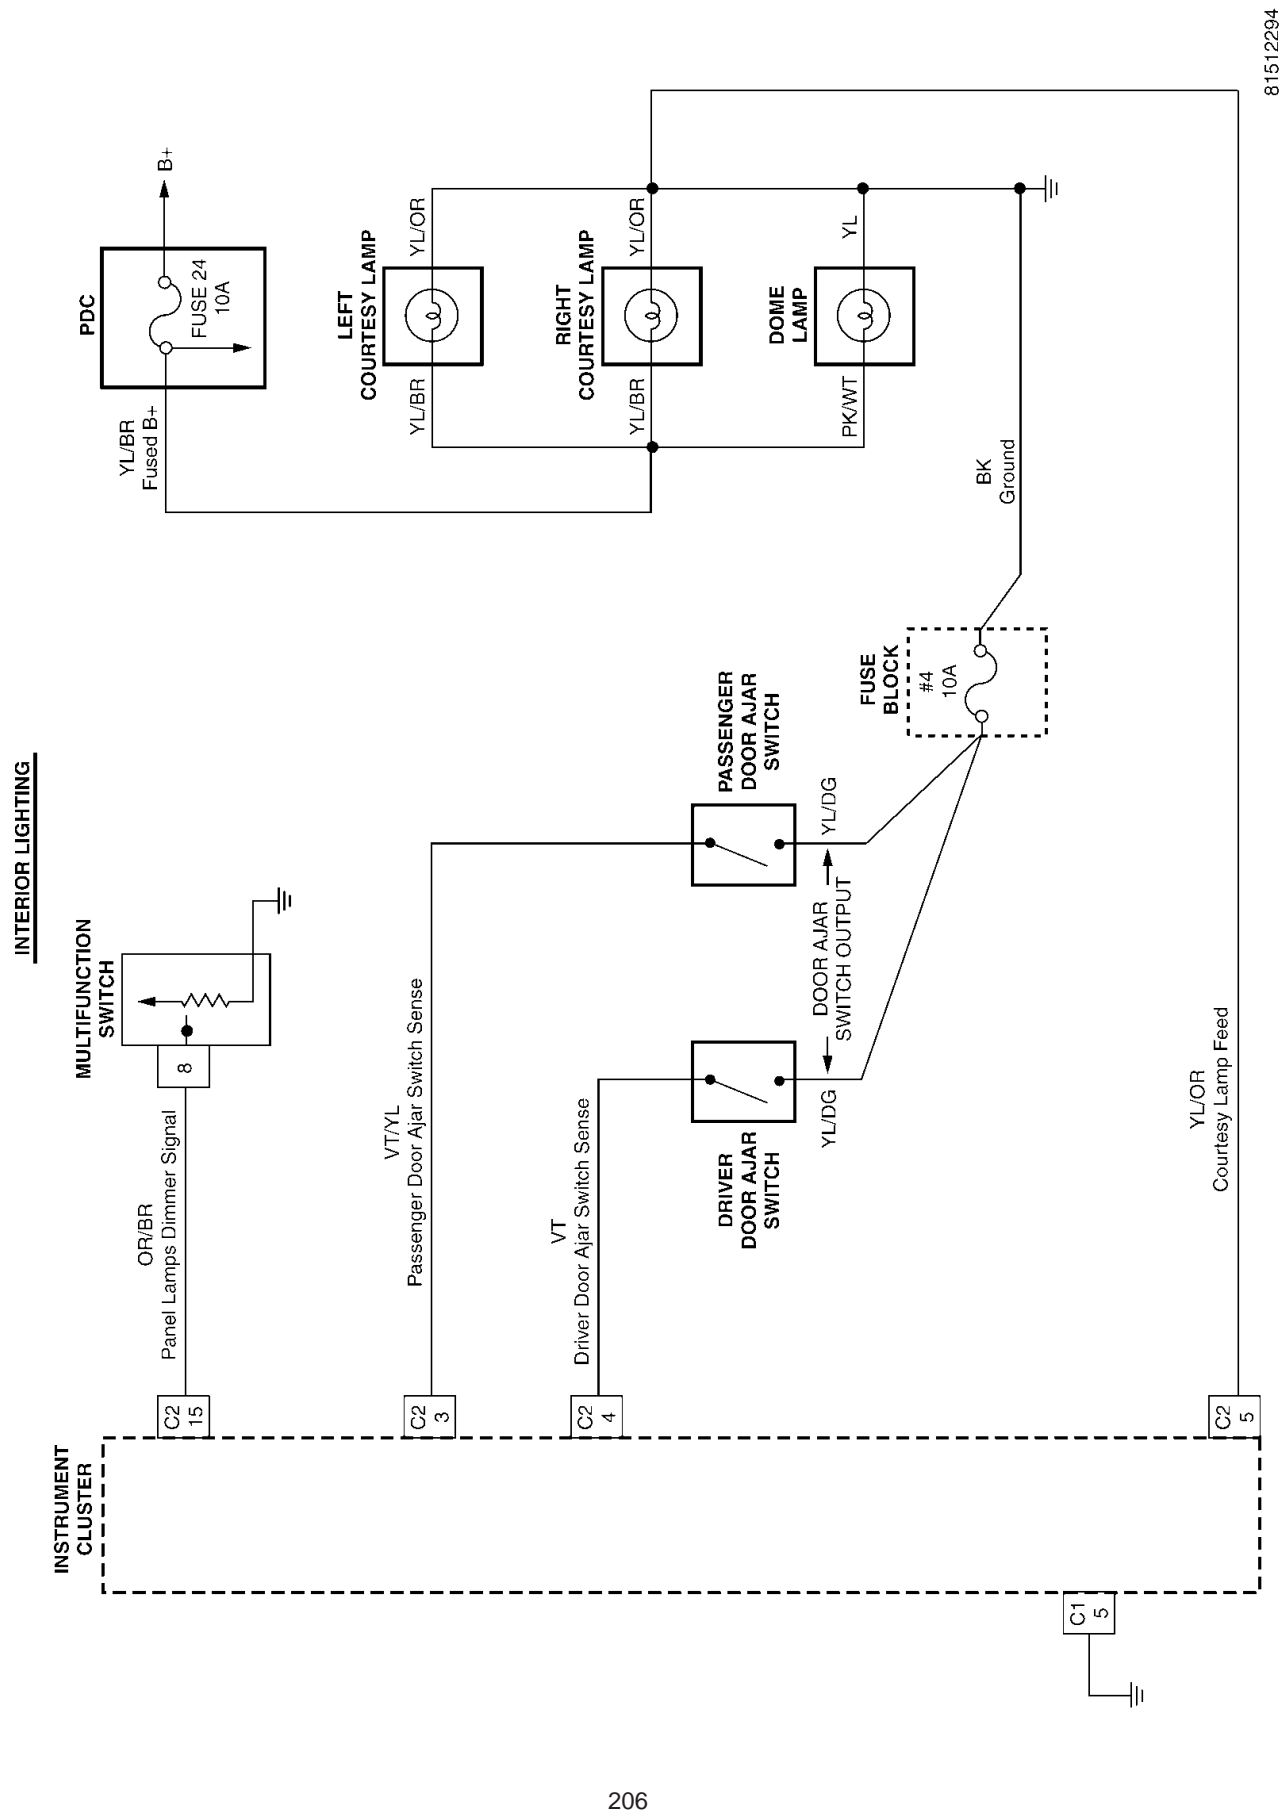 INTERIOR LIGHTING
INSTRUMENT
CLUSTER
C2
15
C2
3
C2
4
C2
5
C1
5
OR/BR
Panel Lamps Dimmer Signal
MULTIFUNCTION
SWITCH
8
VT/YL
Passenger Door Ajar Switch Sense
VT
Driver Door Ajar Switch Sense
DRIVER
DOOR AJAR
SWITCH
YL/DG
DOOR AJAR
SWITCH OUTPUT
PASSENGER
DOOR AJAR
SWITCH
YL/DG
FUSE
BLOCK
#4
10A
BK
Ground
YL/OR
Courtesy Lamp Feed
YL/BR
Fused B+
PDC
FUSE 24
10A
B+
LEFT
COURTESY LAMP
YL/BR
YL/OR
RIGHT
COURTESY LAMP
YL/BR
YL/OR
DOME
LAMP
PK/WT
YL
81512294
206